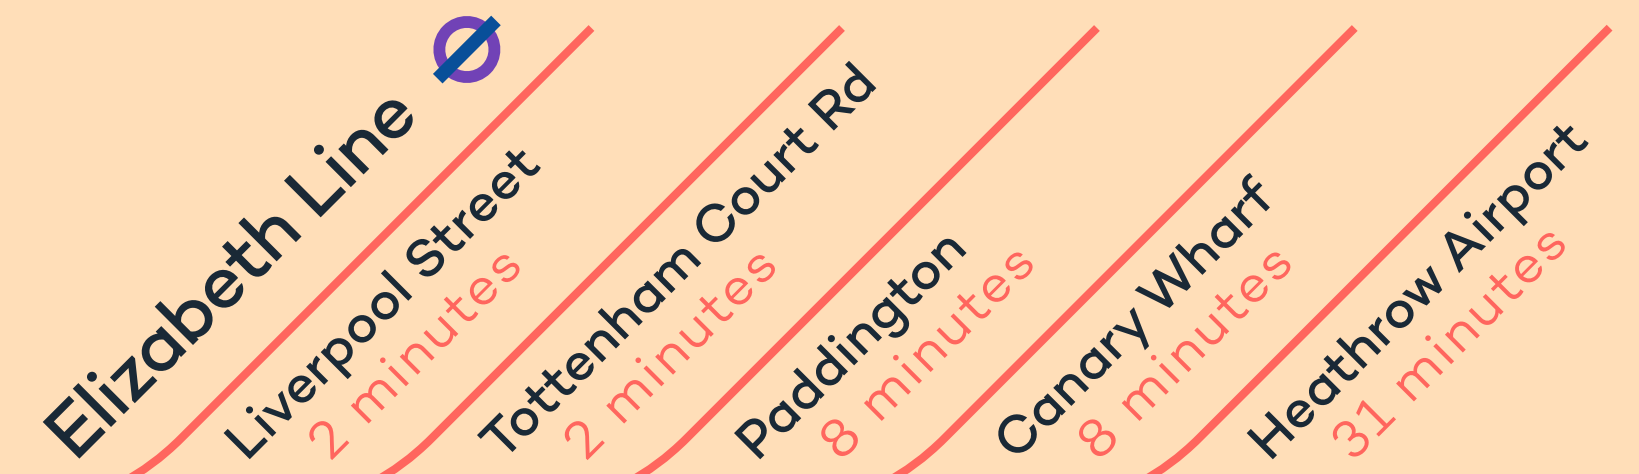 Elizabeth Line
Liverpool Street
2 minutes
Tottenham Court Rd
2 minutes
Paddington
8 minutes
Canary Wharf
8 minutes
Heathrow Airport
31 minutes